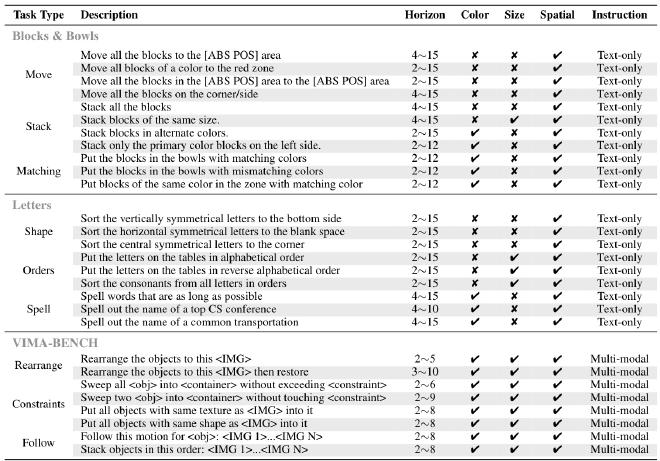 Task Type Description Horizon Color Size Spatial Instruction
Blocks & Bowls
Move all the blocks to the [ABS POS] area 4~15 ✘ ✘ ✔ Text-only
Move all blocks of a color to the red zone 2~15 ✘ ✘ ✔ Text-only
Move
Move all the blocks in the [ABS POS] area to the [ABS POS] area 2~15 ✘ ✘ ✔ Text-only
Move all the blocks on the corner/side 4~15 ✘ ✘ ✔ Text-only
Stack all the blocks 4~15 ✘ ✘ ✔ Text-only
Stack
Stack blocks of the same size. 4~15 ✘ ✔ ✔ Text-only
Stack blocks in alternate colors. 2~15 ✔ ✘ ✔ Text-only
Stack only the primary color blocks on the left side. 2~12 ✔ ✘ ✔ Text-only
Put the blocks in the bowls with matching colors 2~12 ✔ ✘ ✔ Text-only
Matching Put the blocks in the bowls with mismatching colors 2~12 ✔ ✘ ✔ Text-only
Put blocks of the same color in the zone with matching color 2~12 ✔ ✘ ✔ Text-only
Letters
Sort the vertically symmetrical letters to the bottom side 2~15 ✘ ✘ ✔ Text-only
Shape Sort the horizontal symmetrical letters to the blank space 2~15 ✘ ✘ ✔ Text-only
Sort the central symmetrical letters to the corner 2~15 ✘ ✘ ✔ Text-only
Put the letters on the tables in alphabetical order 2~15 ✘ ✔ ✔ Text-only
Orders Put the letters on the tables in reverse alphabetical order 2~15 ✘ ✔ ✔ Text-only
Sort the consonants from all letters in orders 2~15 ✘ ✔ ✔ Text-only
Spell words that are as long as possible 4~15 ✔ ✘ ✔ Text-only
Spell Spell out the name of a top CS conference 4~10 ✔ ✘ ✔ Text-only
Spell out the name of a common transportation 4~15 ✔ ✘ ✔ Text-only
VIMA-BENCH
Rearrange
Rearrange the objects to this <IMG> 2~5 ✔ ✔ ✔ Multi-modal
Rearrange the objects to this <IMG> then restore 3~10 ✔ ✔ ✔ Multi-modal
Sweep all <obj> into <container> without exceeding <constraint> 2~6 ✔ ✔ ✔ Multi-modal
Constraints
Sweep two <obj> into <container> without touching <constraint> 2~9 ✔ ✔ ✔ Multi-modal
Put all objects with same texture as <IMG> into it 2~8 ✔ ✔ ✔ Multi-modal
Put all objects with same shape as <IMG> into it 2~8 ✔ ✔ ✔ Multi-modal
Follow
Follow this motion for <obj>: <IMG 1>...<IMG N> 2~8 ✔ ✔ ✔ Multi-modal
Stack objects in this order: <IMG 1>...<IMG N> 2~8 ✔ ✔ ✔ Multi-modal